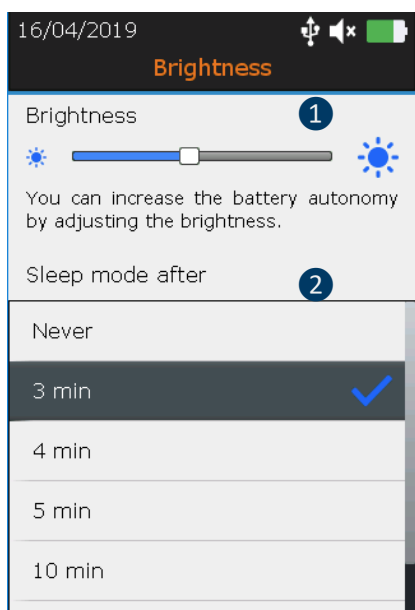 16/04/2019
Brightness
Brightness
1
You can increase the battery autonomy
by adjusting the brightness.
Sleep mode after
2
Never
3 min
4 min
5 min
10 min